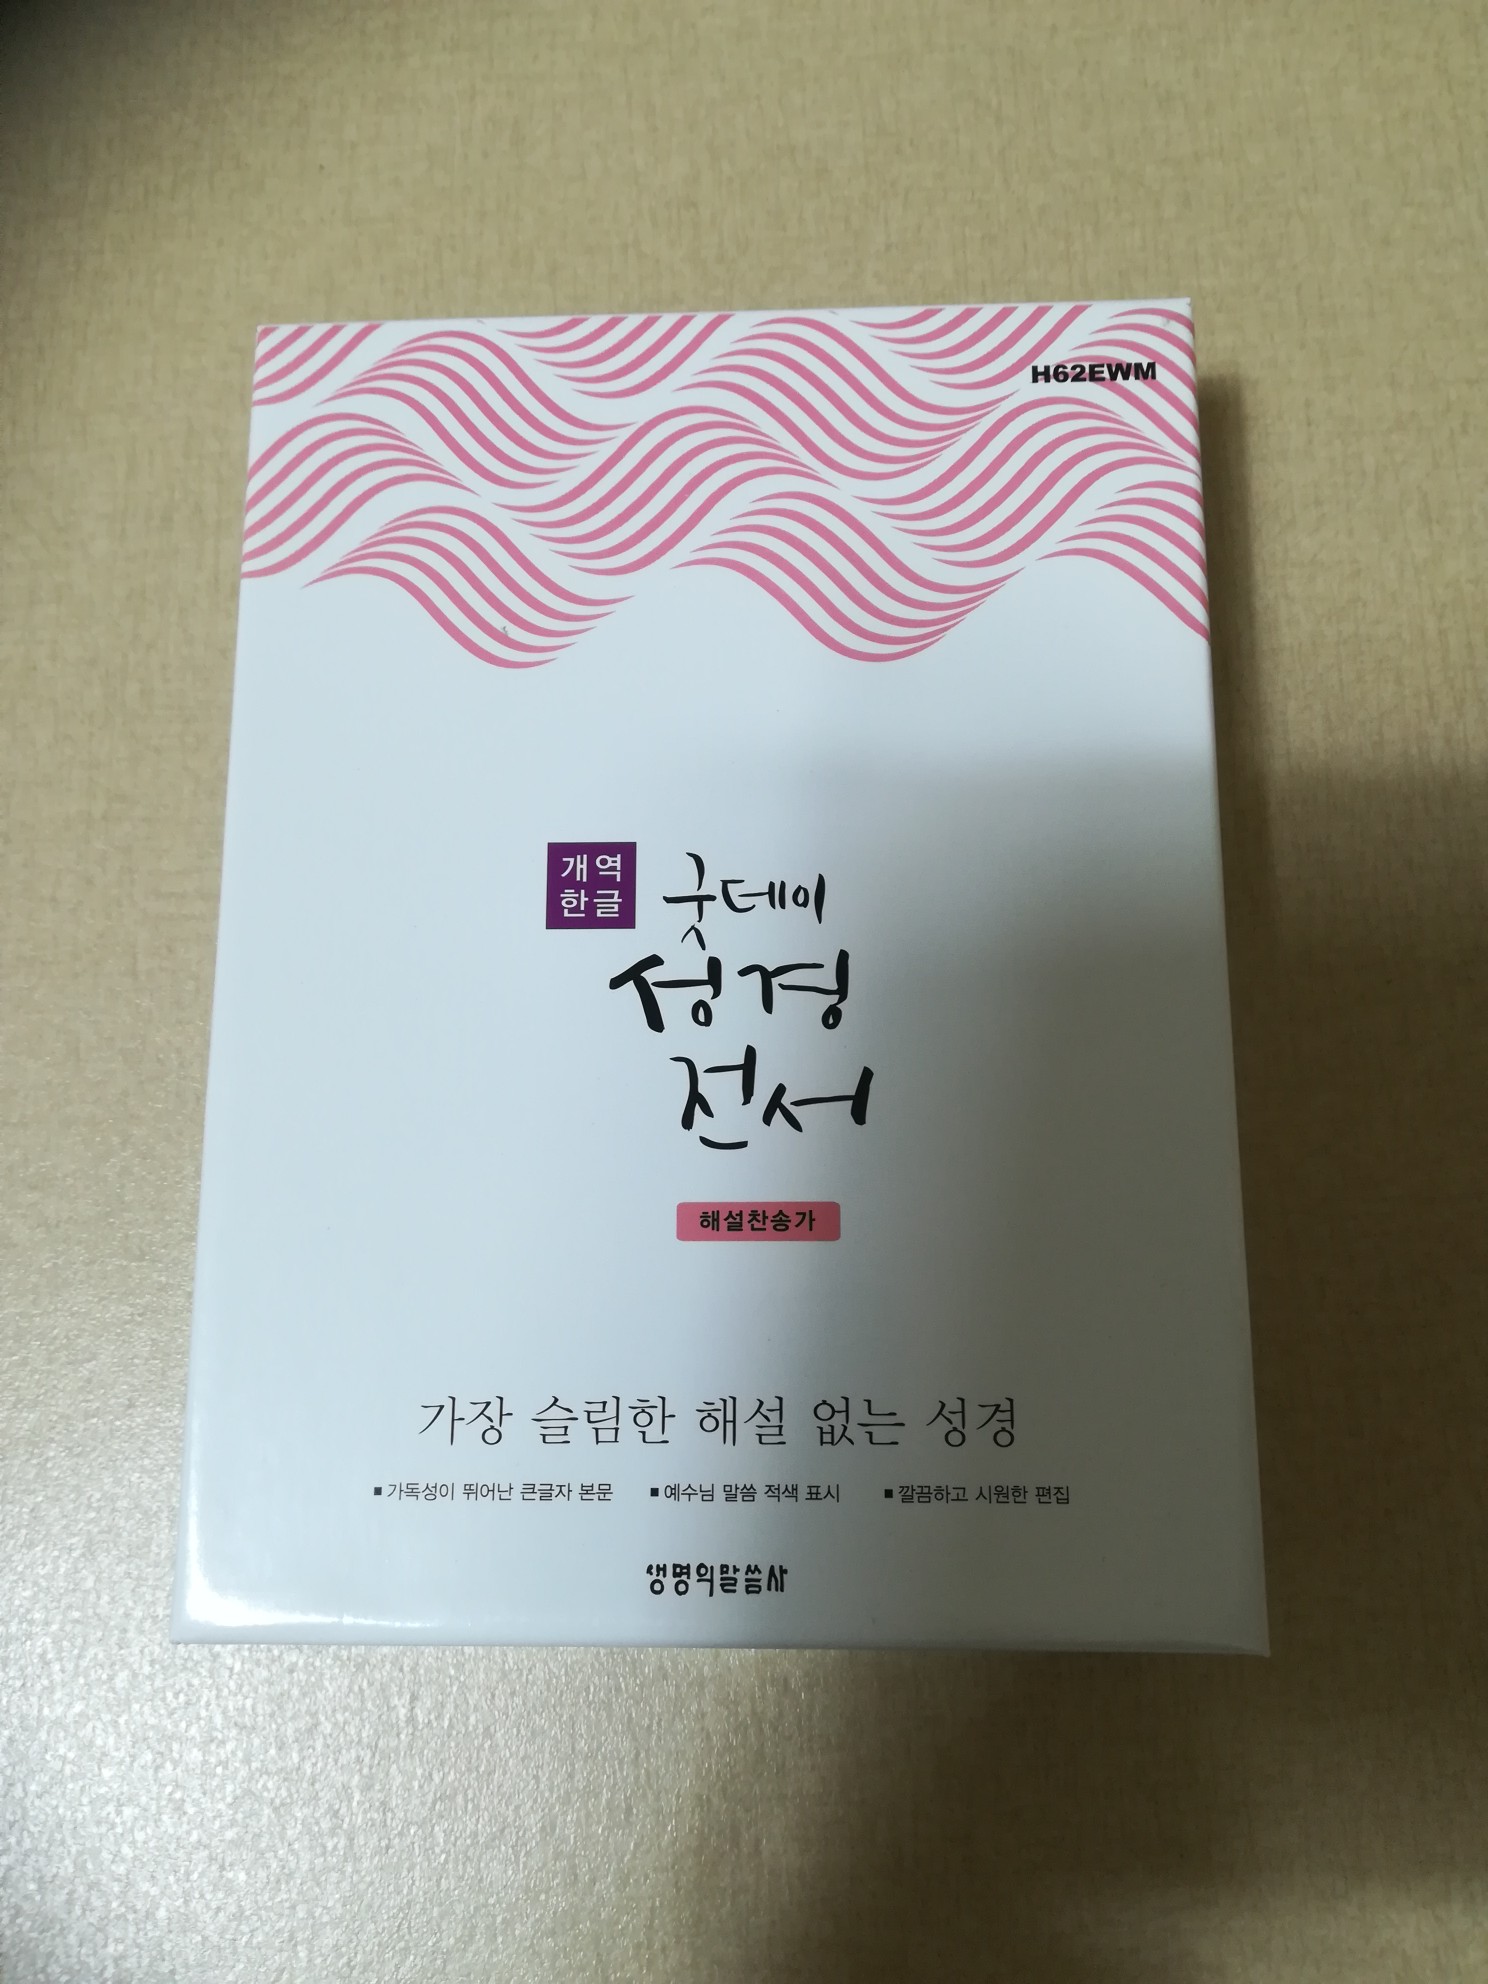 H62EWM
개역
한글
굿데이
성경
전서
해설찬송가
가장 슬림한 해설 없는 성경
▪ 가독성이 뛰어난 큰글자 본문 ▪ 예수님 말씀 적색 표시 ▪ 깔끔하고 시원한 편집
생명의말씀사